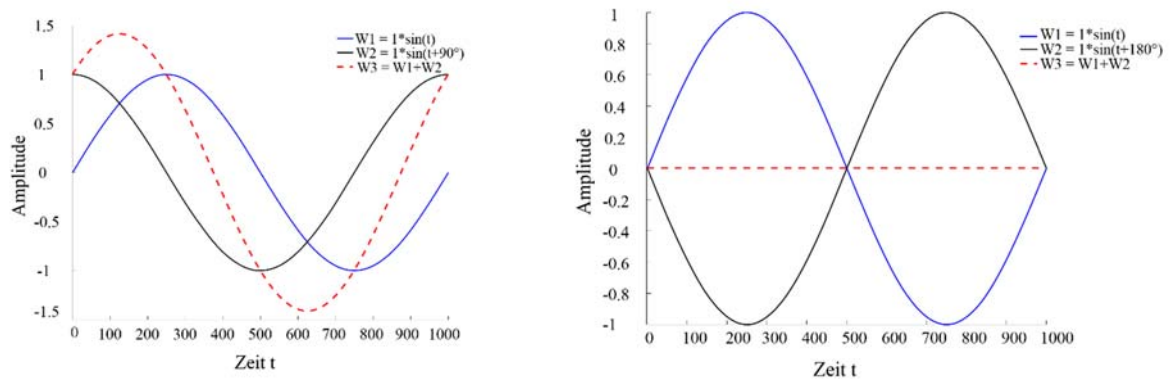 1.5
1
0.5
0
-0.5
-1
-1.5
Amplitude
0 100 200 300 400 500 600 700 800 900 1000
Zeit t
W1 = 1*sin(t)
W2 = 1*sin(t+90°)
W3 = W1+W2
1
0.8
0.6
0.4
0.2
0
-0.2
-0.4
-0.6
-0.8
-1
Amplitude
0 100 200 300 400 500 600 700 800 900 1000
Zeit t
W1 = 1*sin(t)
W2 = 1*sin(t+180°)
W3 = W1+W2